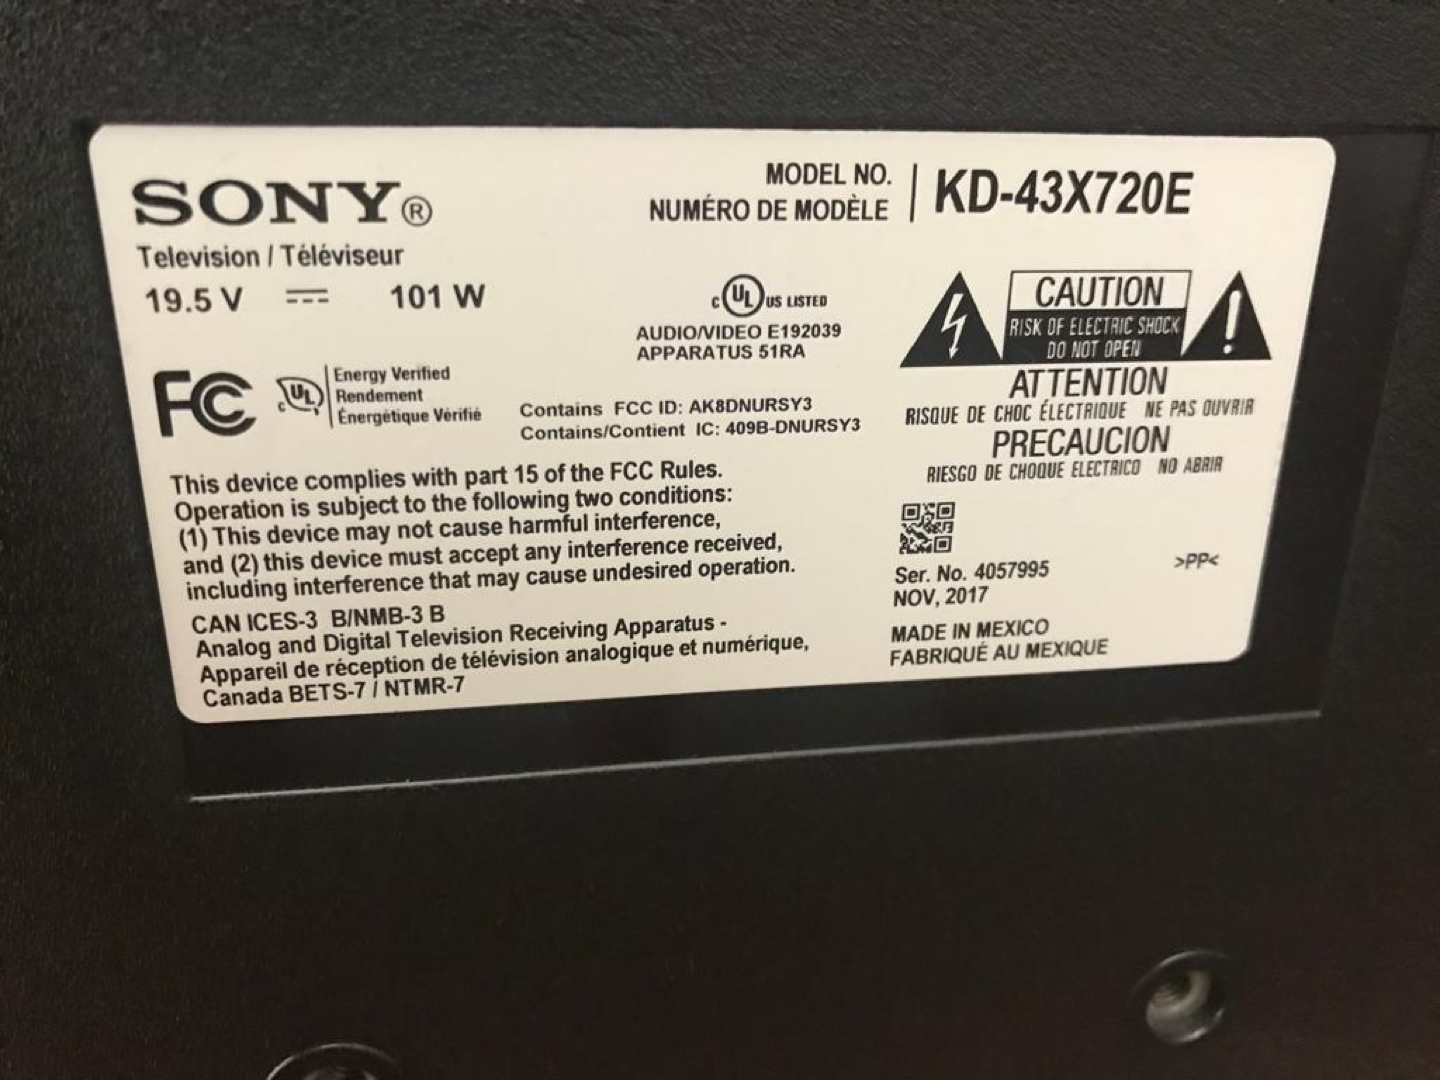 SONY®
Television / Téléviseur
19.5 V 101 W
MODEL NO.
NUMÉRO DE MODÈLE
KD-43X720E
c UL US LISTED
AUDIO/VIDEO E192039
APPARATUS 51RA
FC
c UL
Energy Verified
Rendement
Énergétique Vérifié
Contains FCC ID: AK8DNURSY3
Contains/Contient IC: 409B-DNURSY3
CAUTION
RISK OF ELECTRIC SHOCK
DO NOT OPEN
ATTENTION
RISQUE DE CHOC ÉLECTRIQUE NE PAS OUVRIR
PRECAUCION
RIESGO DE CHOQUE ELECTRICO NO ABRIR
This device complies with part 15 of the FCC Rules.
Operation is subject to the following two conditions:
(1) This device may not cause harmful interference,
and (2) this device must accept any interference received,
including interference that may cause undesired operation.
CAN ICES-3 B/NMB-3 B
Analog and Digital Television Receiving Apparatus -
Appareil de réception de télévision analogique et numérique,
Canada BETS-7 / NTMR-7
Ser. No. 4057995
NOV, 2017
>PP<
MADE IN MEXICO
FABRIQUÉ AU MEXIQUE